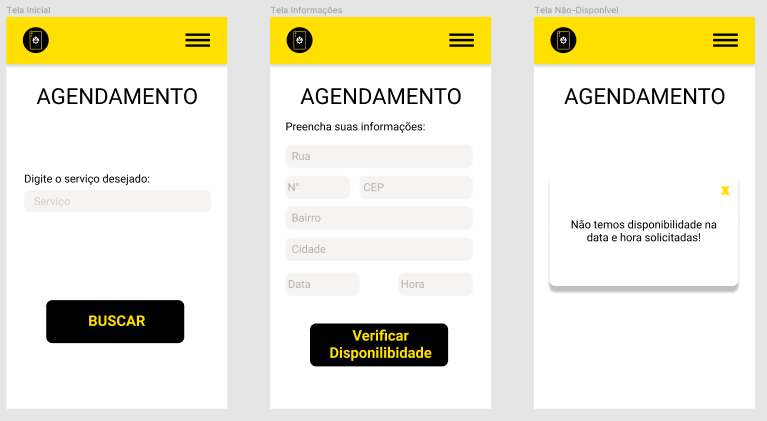 Tela Inicial
AGENDAMENTO
Digite o serviço desejado:
Serviço
BUSCAR
Tela Informações
AGENDAMENTO
Preencha suas informações:
Rua
N° CEP
Bairro
Cidade
Data Hora
Verificar
Disponilibidade
Tela Não-Disponível
AGENDAMENTO
x
Não temos disponibilidade na
data e hora solicitadas!